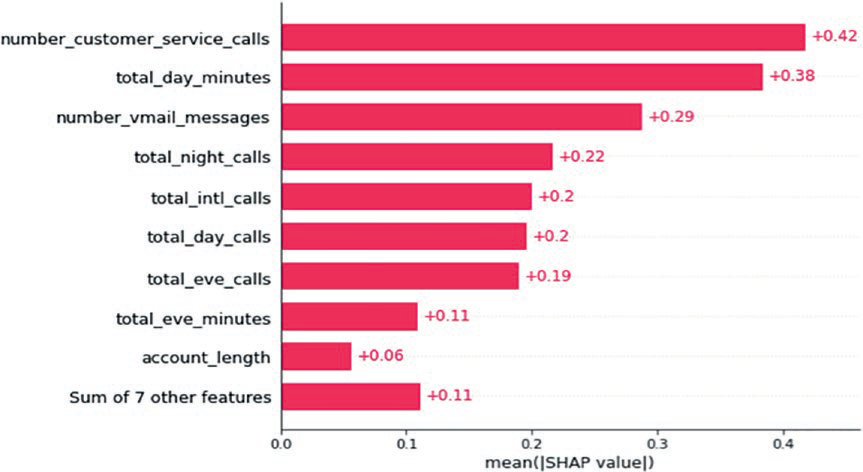 number_customer_service_calls +0.42
total_day_minutes +0.38
number_vmail_messages +0.29
total_night_calls +0.22
total_intl_calls +0.2
total_day_calls +0.2
total_eve_calls +0.19
total_eve_minutes +0.11
account_length +0.06
Sum of 7 other features +0.11
0.0 0.1 0.2 0.3 0.4
mean(|SHAP value|)